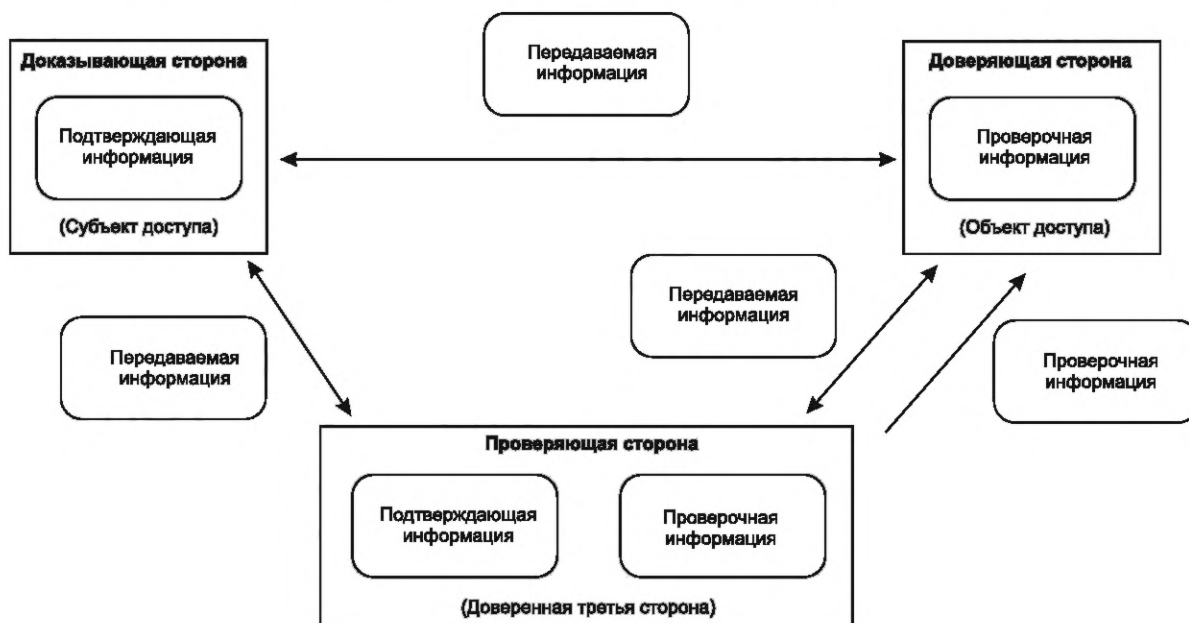 Передаваемая
информация
Доказывающая сторона
Подтверждающая
информация
(Субъект доступа)
Доверяющая сторона
Проверочная
информация
(Объект доступа)
Передаваемая
информация
Передаваемая
информация
Проверочная
информация
Проверяющая сторона
Подтверждающая
информация
Проверочная
информация
(Доверенная третья сторона)